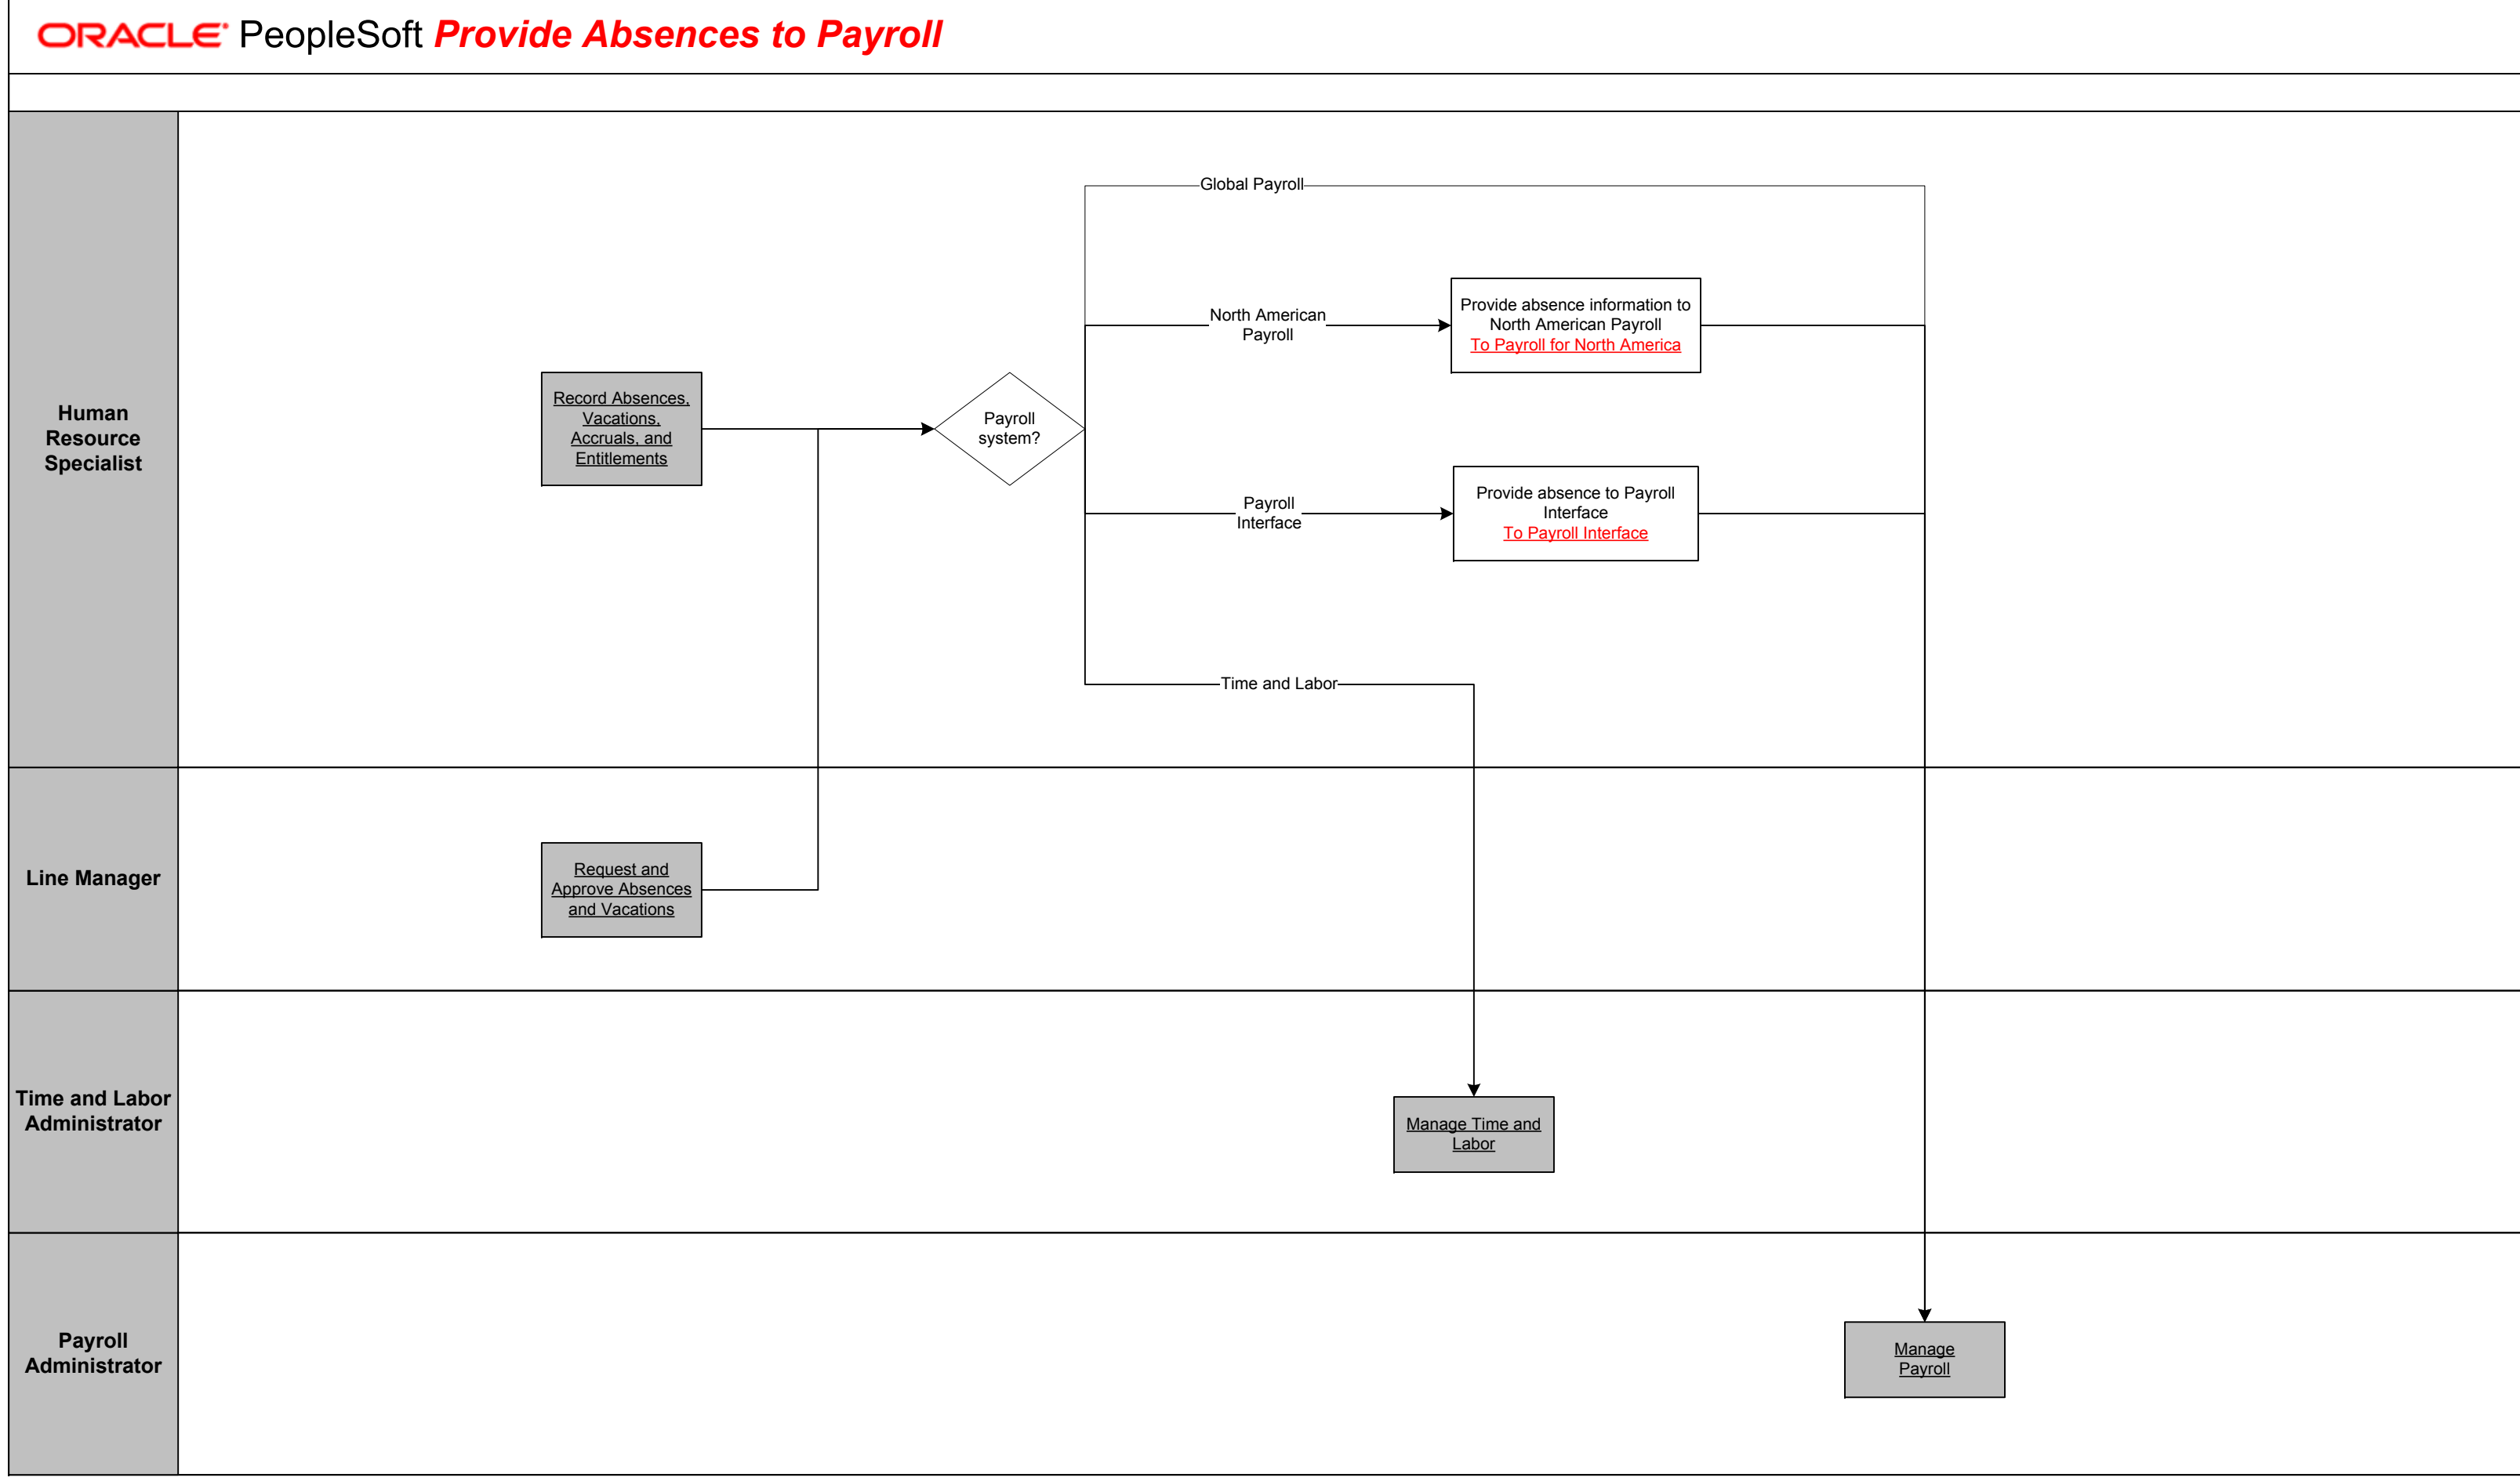 ORACLE® PeopleSoft Provide Absences to Payroll
Human
Resource
Specialist
Global Payroll
North American
Payroll
Provide absence information to
North American Payroll
To Payroll for North America
Record Absences,
Vacations,
Accruals, and
Entitlements
Payroll
system?
Payroll
Interface
Provide absence to Payroll
Interface
To Payroll Interface
Time and Labor
Line Manager
Request and
Approve Absences
and Vacations
Time and Labor
Administrator
Manage Time and
Labor
Payroll
Administrator
Manage
Payroll